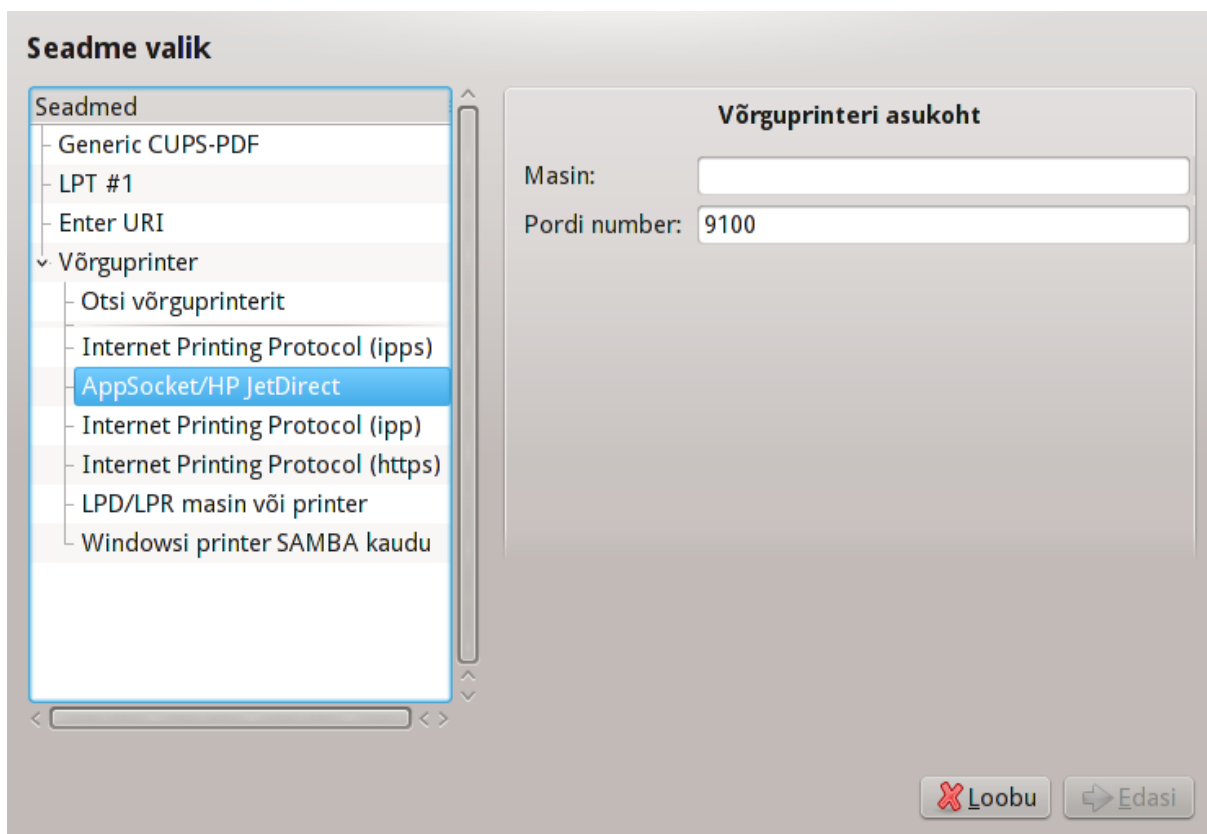 Seadme valik
Seadmed
Generic CUPS-PDF
LPT #1
Enter URI
Võrguprinter
Otsi võrguprinterit
Internet Printing Protocol (ipps)
AppSocket/HP JetDirect
Internet Printing Protocol (ipp)
Internet Printing Protocol (https)
LPD/LPR masin või printer
Windowsi printer SAMBA kaudu
Võrguprinteri asukoht
Masin:
Pordi number: 9100
Loobu
Edasi